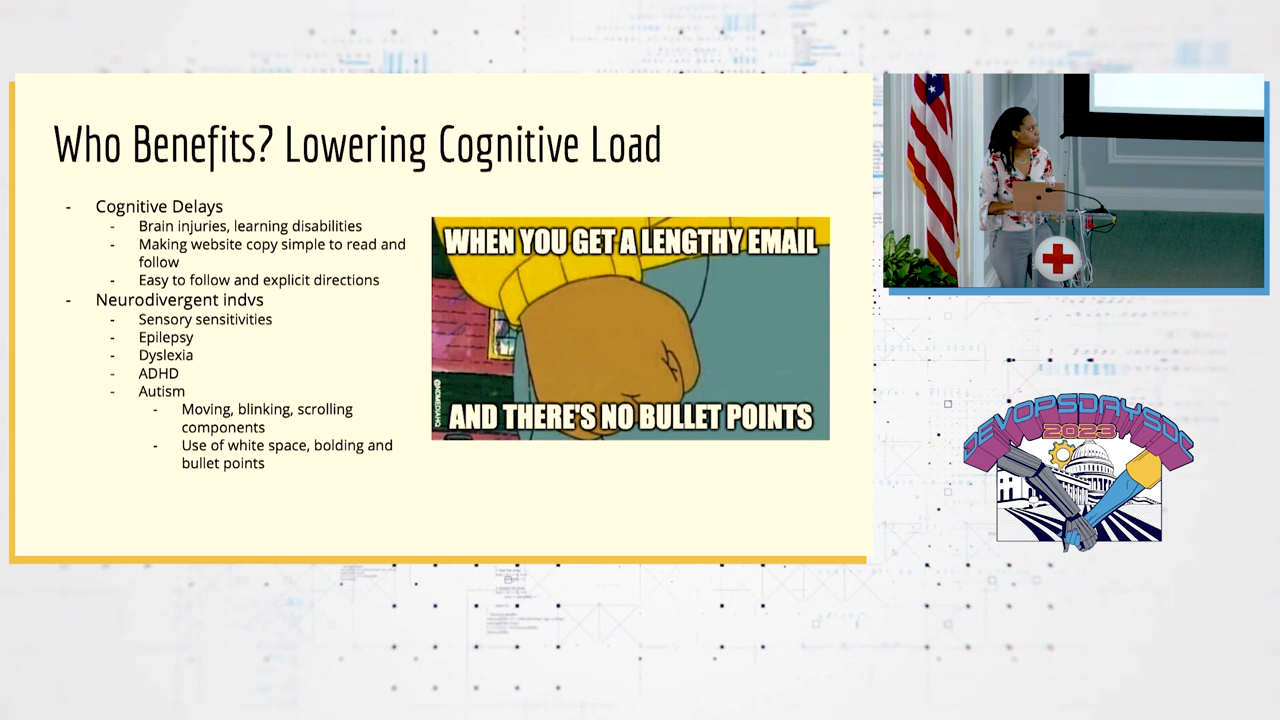 Who Benefits? Lowering Cognitive Load
- Cognitive Delays
- Brain injuries, learning disabilities
- Making website copy simple to read and
follow
- Easy to follow and explicit directions
- Neurodivergent indvs
- Sensory sensitivities
- Epilepsy
- Dyslexia
- ADHD
- Autism
- Moving, blinking, scrolling
components
- Use of white space, bolding and
bullet points
WHEN YOU GET A LENGTHY EMAIL
AND THERE'S NO BULLET POINTS
DEVOPSDAYSDC
2023